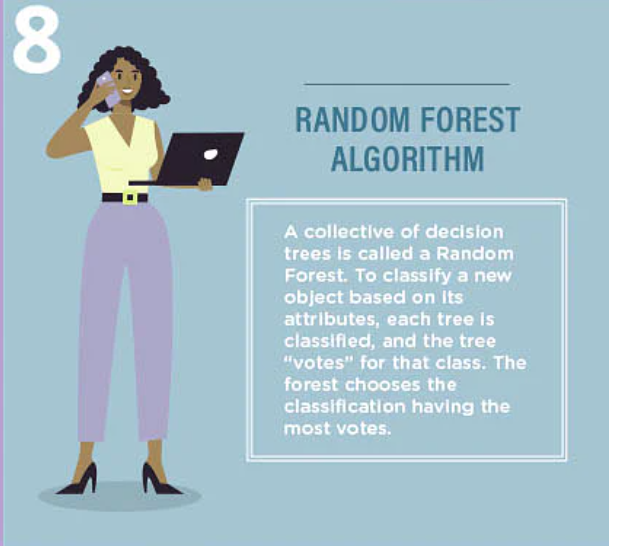 8
RANDOM FOREST
ALGORITHM
A collective of decision
trees is called a Random
Forest. To classify a new
object based on its
attributes, each tree is
classified, and the tree
“votes” for that class. The
forest chooses the
classification having the
most votes.